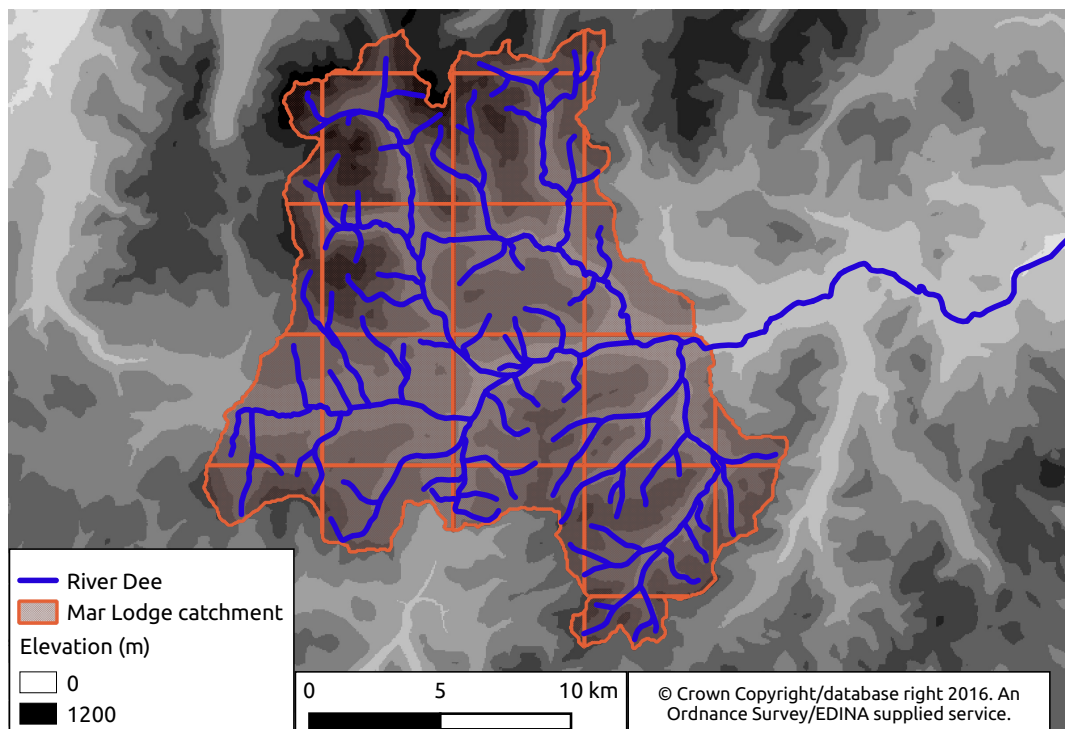 River Dee
Mar Lodge catchment
Elevation (m)
0
1200
0 5 10 km
© Crown Copyright/database right 2016. An
Ordnance Survey/EDINA supplied service.